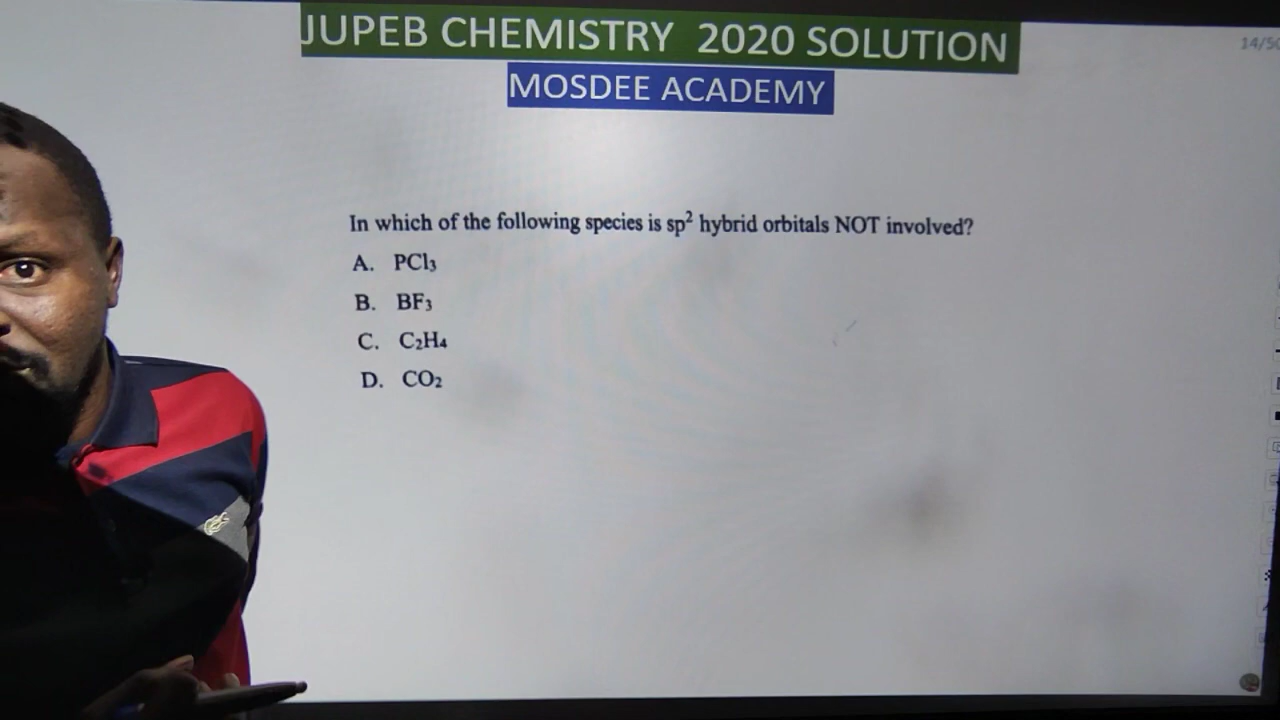 JUPEB CHEMISTRY 2020 SOLUTION
MOSDEE ACADEMY
In which of the following species is sp² hybrid orbitals NOT involved?
A. PCl₃
B. BF₃
C. C₂H₄
D. CO₂